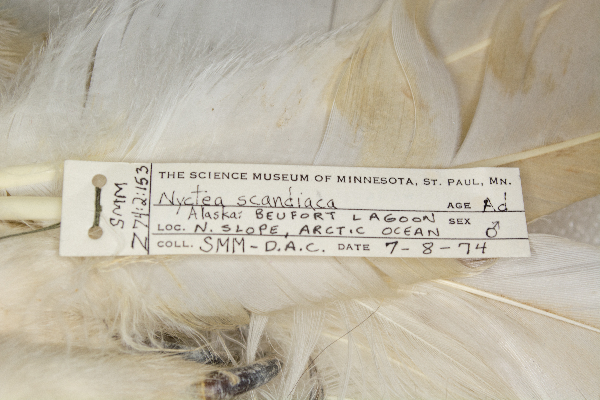 SMM
Z74:2:153
THE SCIENCE MUSEUM OF MINNESOTA, ST. PAUL, MN.
Nyctea scandiaca AGE Ad
Alaska: BEUFORT LAGOON SEX
LOC. N. SLOPE, ARCTIC OCEAN ♂
COLL. SMM-D.A.C. DATE 7-8-74